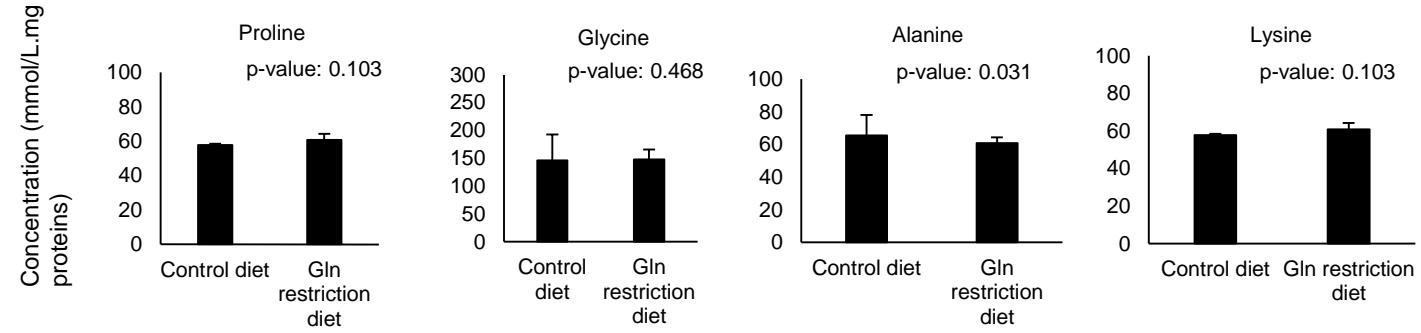 Concentration (mmol/L.mg
proteins)
Proline
p-value: 0.103
100
80
60
40
20
0
Control diet
Gln
restriction
diet
Glycine
p-value: 0.468
300
250
200
150
100
50
0
Control
diet
Gln
restriction
diet
Alanine
p-value: 0.031
100
80
60
40
20
0
Control diet
Gln
restriction
diet
Lysine
p-value: 0.103
100
80
60
40
20
0
Control diet
Gln restriction
diet